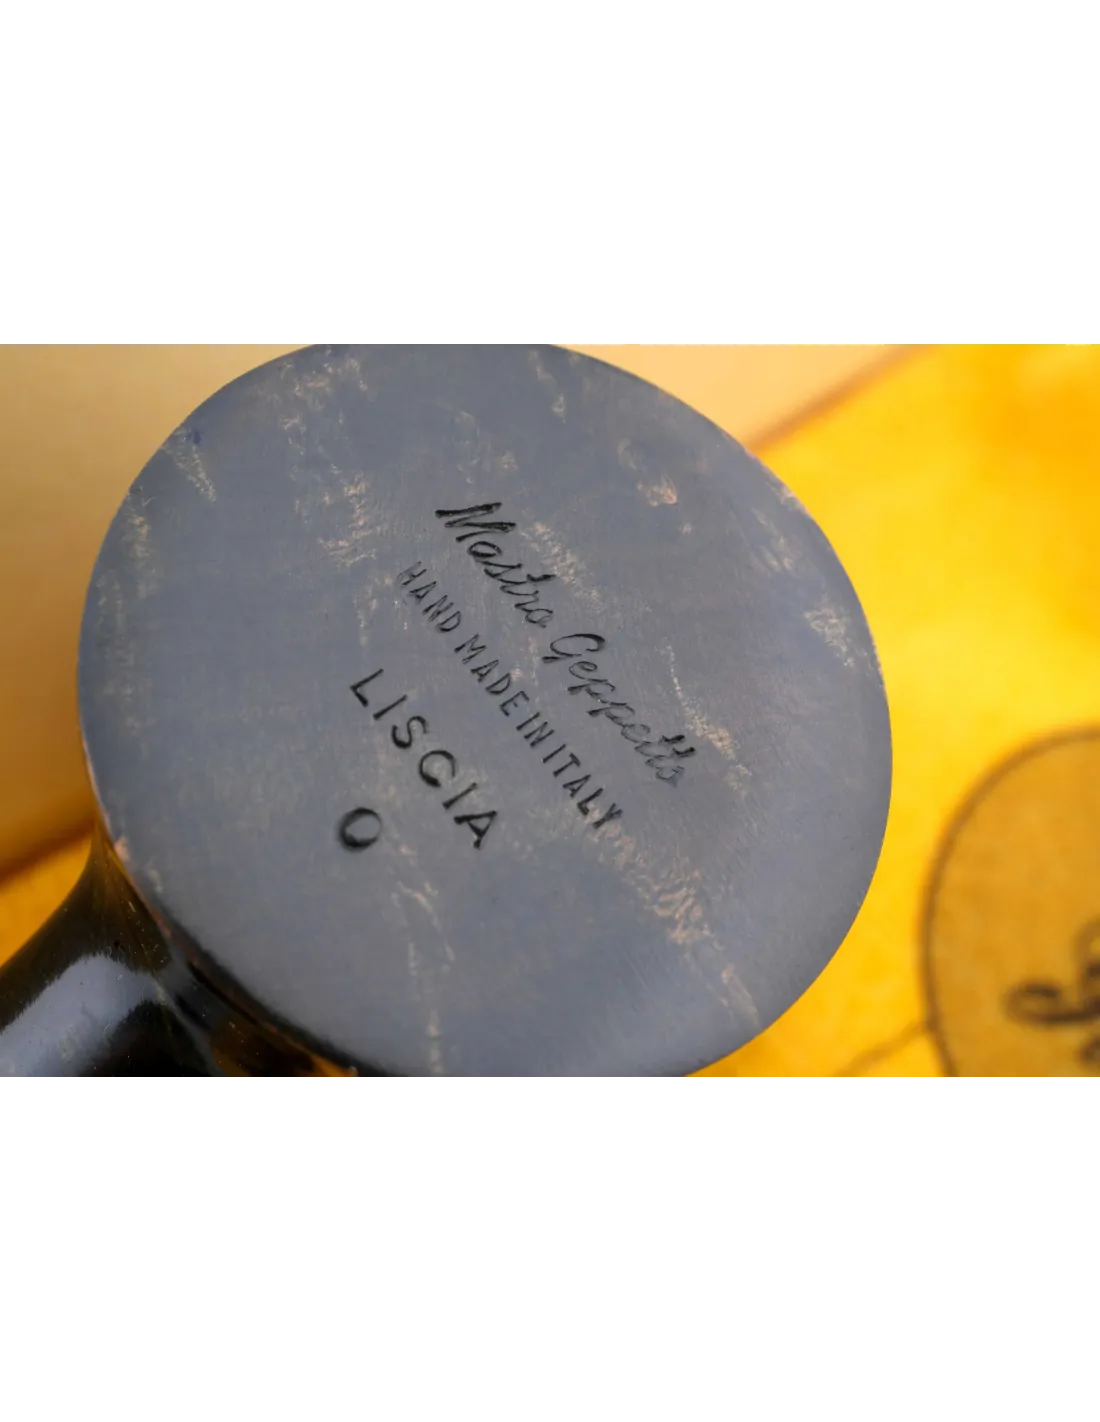 Mastro Geppetto
HAND MADE IN ITALY
LISCIA
0